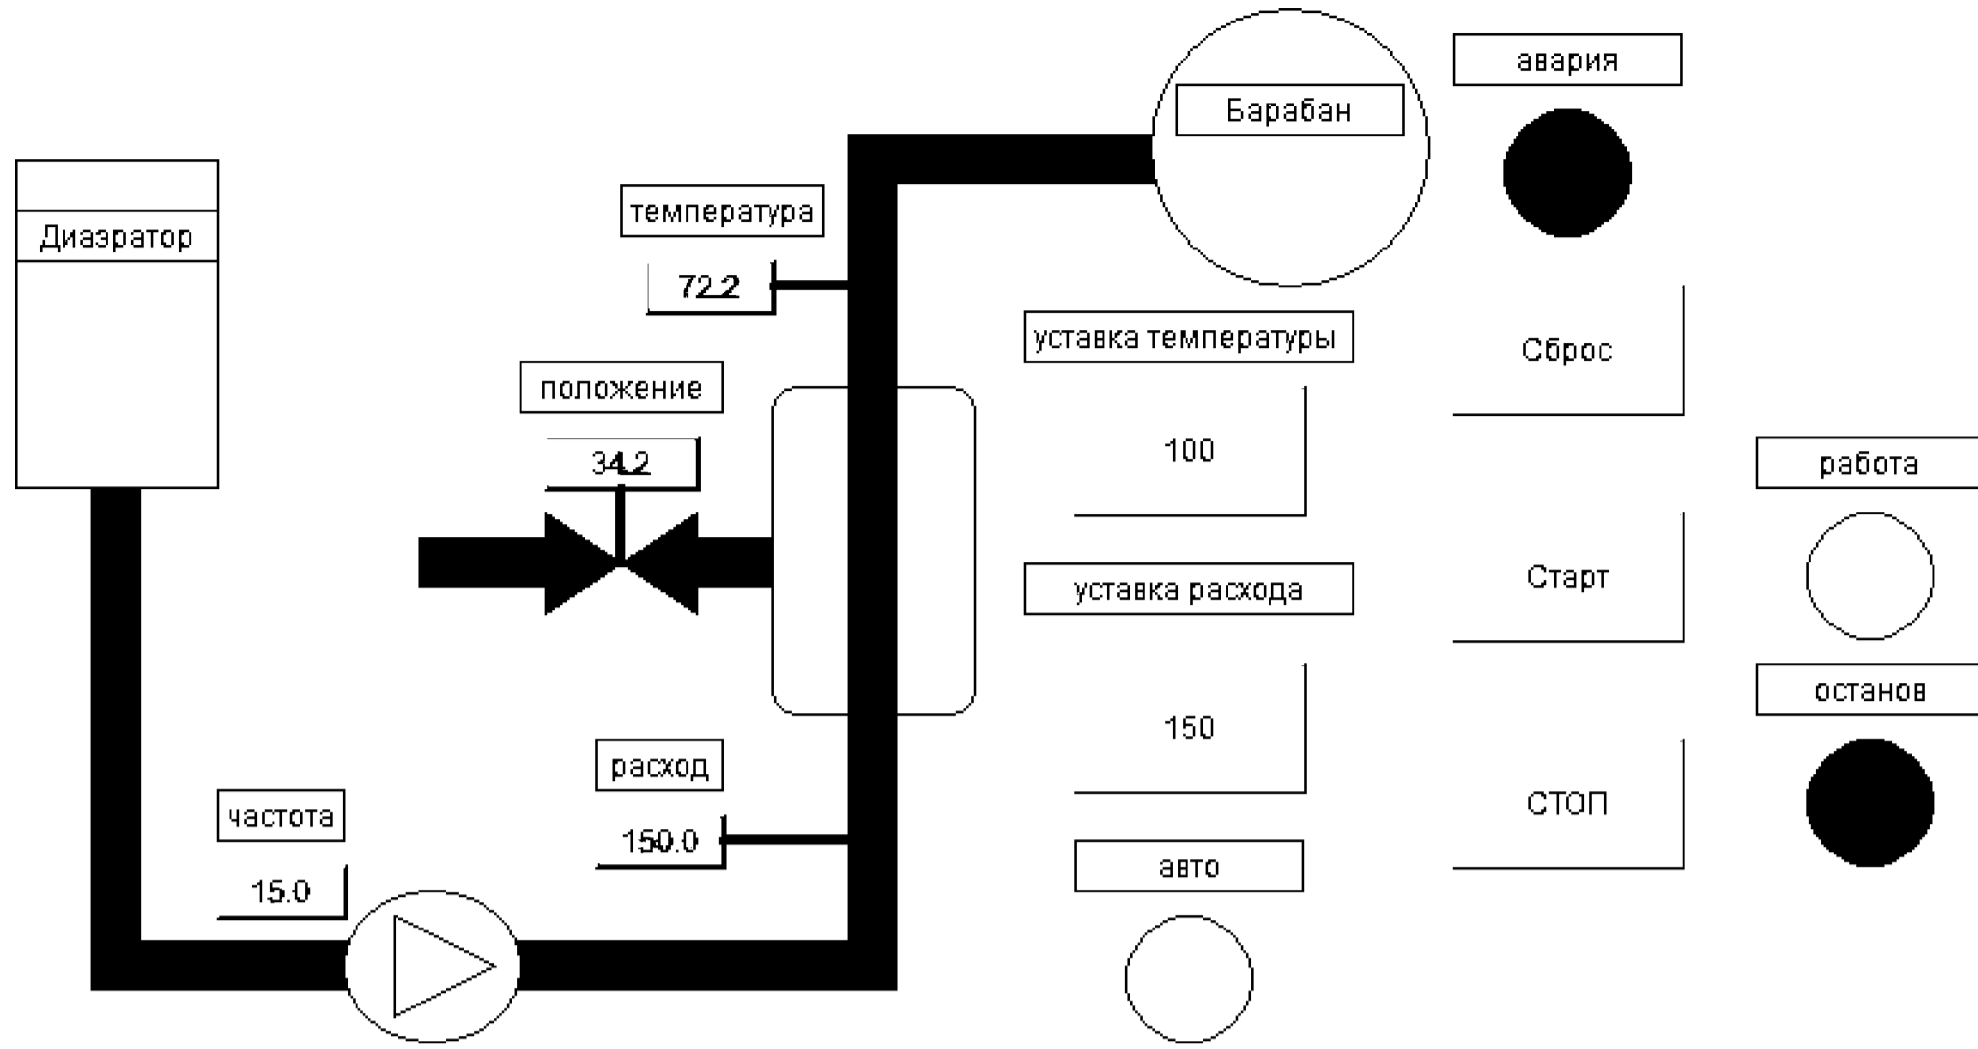 авария
Барабан
Диаэратор
температура
72.2
уставка температуры
Сброс
положение
34.2
100
работа
Старт
уставка расхода
останов
150
расход
СТОП
частота
150.0
авто
15.0